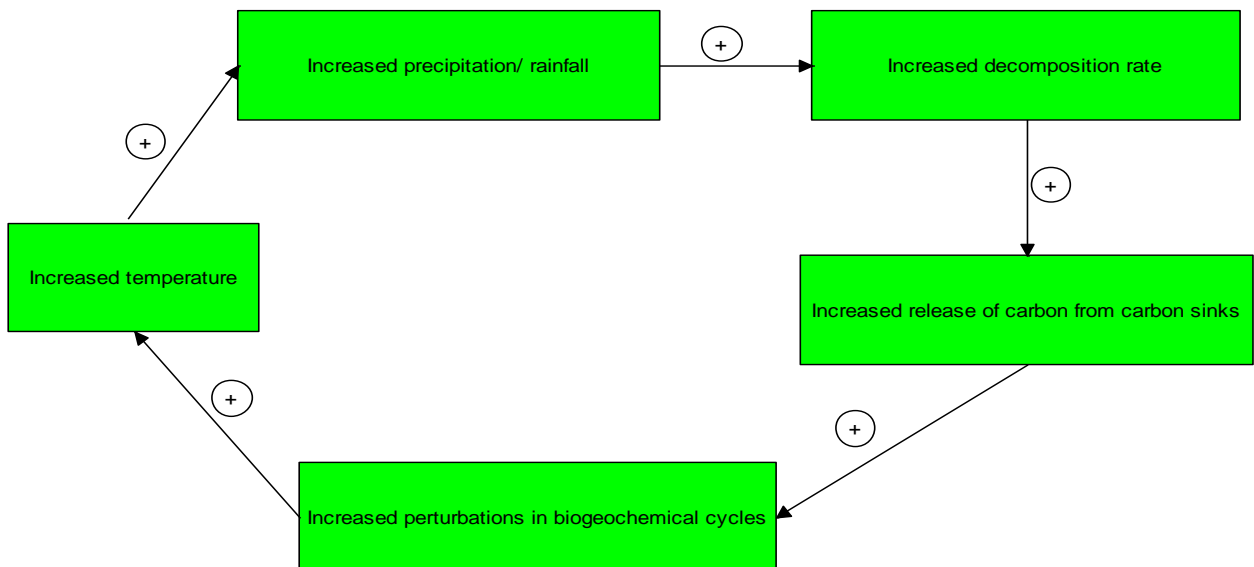 Increased precipitation/ rainfall
+
Increased decomposition rate
+
+
Increased temperature
Increased release of carbon from carbon sinks
+
+
Increased perturbations in biogeochemical cycles